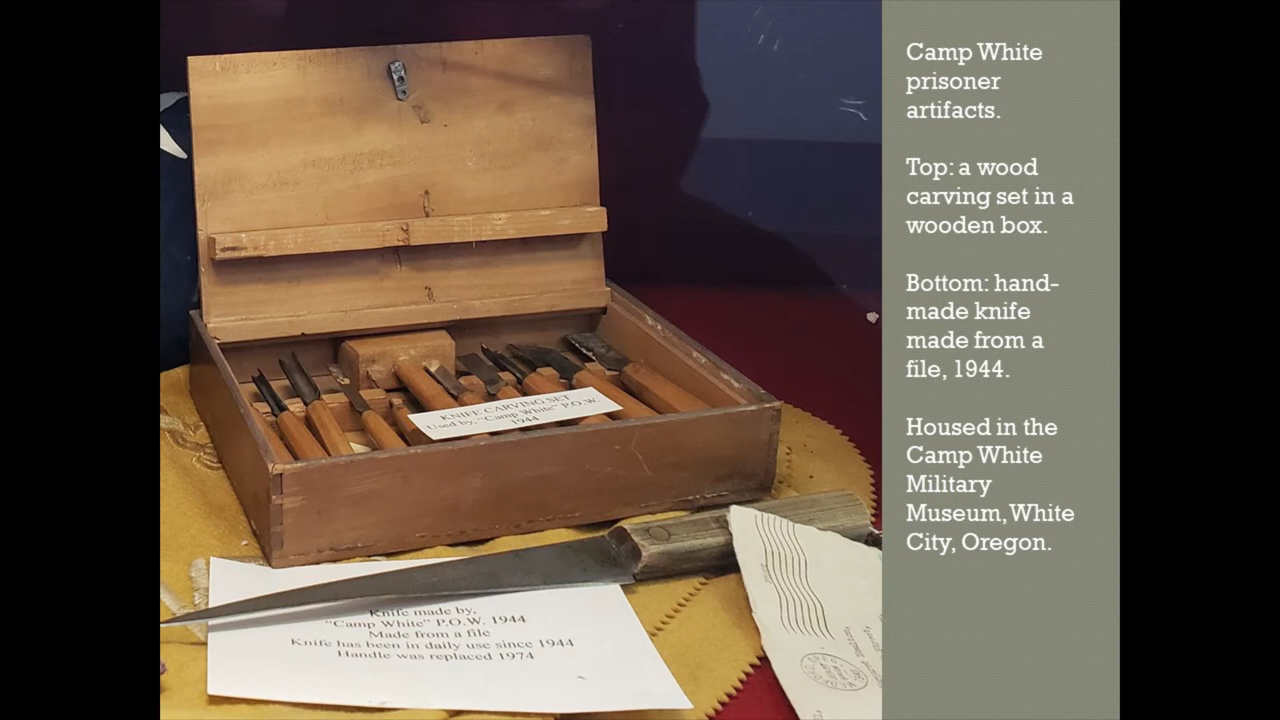 Camp White
prisoner
artifacts.
Top: a wood
carving set in a
wooden box.
Bottom: hand-
made knife
made from a
file, 1944.
Housed in the
Camp White
Military
Museum, White
City, Oregon.
KNIFE CARVING SET
Used by, "Camp White" P.O.W.
1944
Knife made by,
"Camp White" P.O.W. 1944
Made from a file
Knife has been in daily use since 1944
Handle was replaced 1974